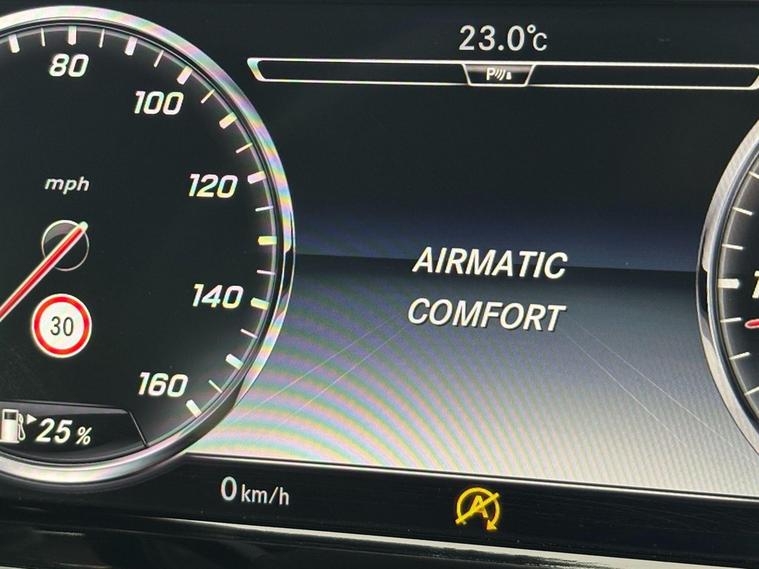 23.0°C
P
80
100
mph
120
AIRMATIC
140
COMFORT
30
160
25 %
0 km/h
A